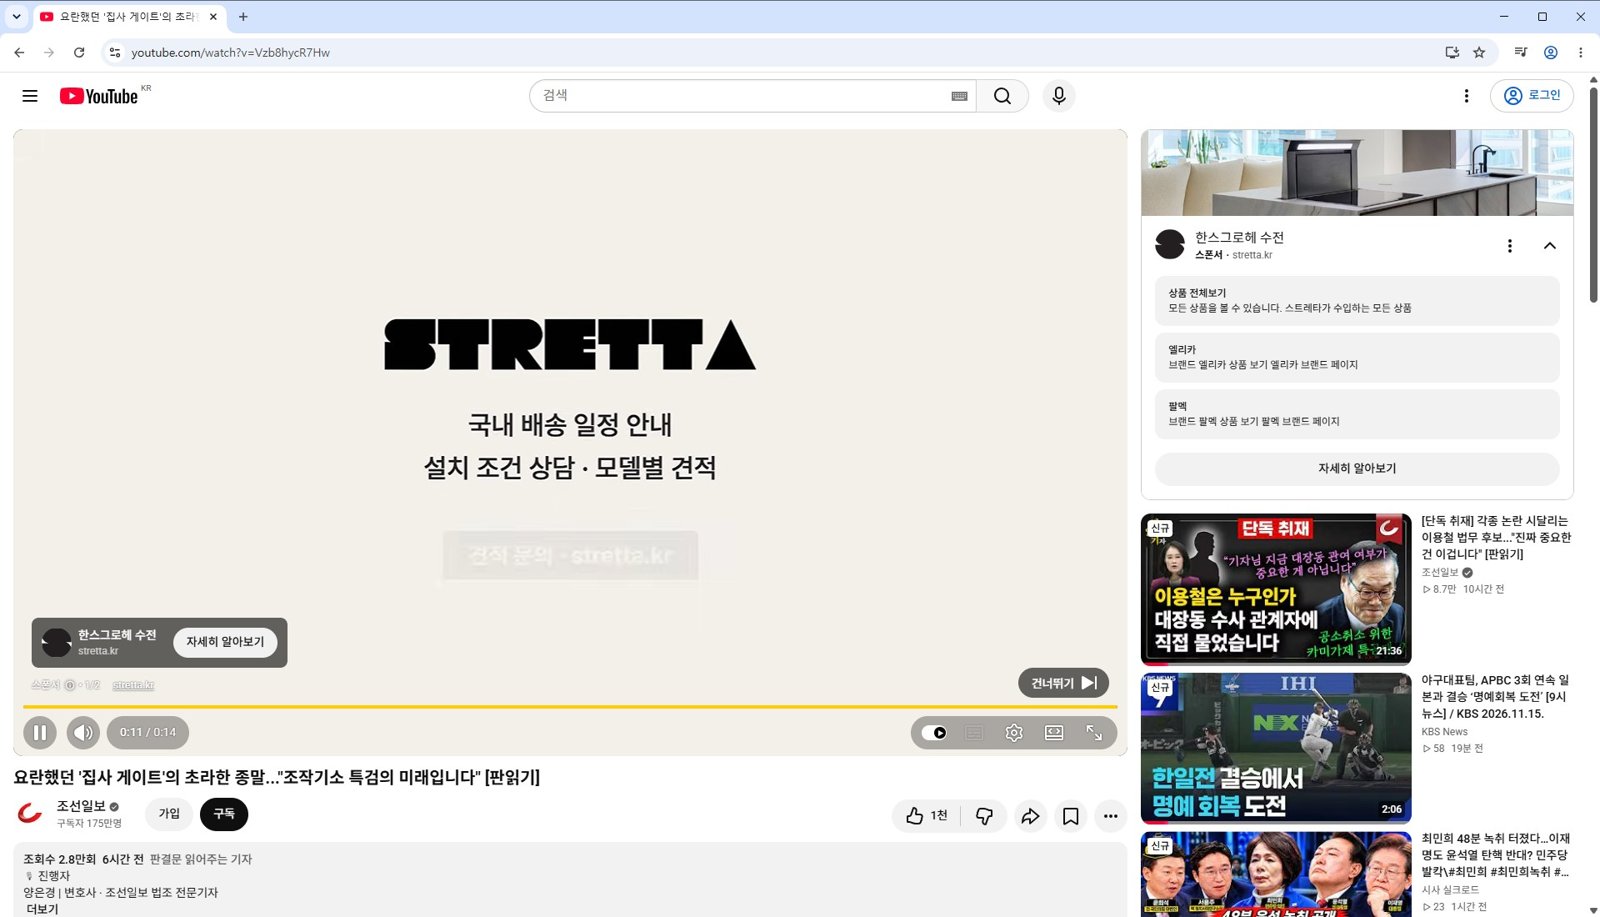 요란했던 '집사 게이트'의 초라한
youtube.com/watch?v=Vzb8hycR7Hw
YouTube KR
검색
로그인
STRETTA
국내 배송 일정 안내
설치 조건 상담 · 모델별 견적
견적 문의 · stretta.kr
한스그로헤 수전
stretta.kr
자세히 알아보기
스폰서 · 1/2 stretta.kr
건너뛰기
0:11 / 0:14
요란했던 '집사 게이트'의 초라한 종말..."조작기소 특검의 미래입니다" [판읽기]
조선일보
구독자 175만명
가입
구독
1천
조회수 2.8만회 6시간 전 판결문 읽어주는 기자
진행자
양은경 | 변호사 · 조선일보 법조 전문기자
더보기
한스그로헤 수전
스폰서 · stretta.kr
상품 전체보기
모든 상품을 볼 수 있습니다. 스트레타가 수입하는 모든 상품
엘리카
브랜드 엘리카 상품 보기 엘리카 브랜드 페이지
팔멕
브랜드 팔멕 상품 보기 팔멕 브랜드 페이지
자세히 알아보기
신규
단독 취재
"기자님 지금 대장동 관여 여부가
중요한 게 아닙니다"
이용철은 누구인가
대장동 수사 관계자에
직접 물었습니다
공소취소 위한
카미가제 특
21:36
[단독 취재] 각종 논란 시달리는
이용철 법무 후보..."진짜 중요한
건 이겁니다" [판읽기]
조선일보
8.7만 10시간 전
신규
IHI
한일전 결승에서
명예 회복 도전
2:06
야구대표팀, APBC 3회 연속 일
본과 결승 '명예회복 도전' [9시
뉴스] / KBS 2026.11.15.
KBS News
58 19분 전
신규
최민희 48분 녹취 터졌다...이재
명도 윤석열 탄핵 반대? 민주당
발칵\#최민희 #최민희녹취 #...
시사 실크로드
23 1시간 전